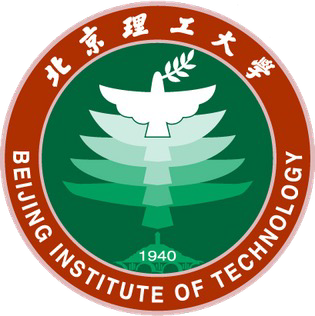 北京理工大學
1940
BEIJING INSTITUTE OF TECHNOLOGY